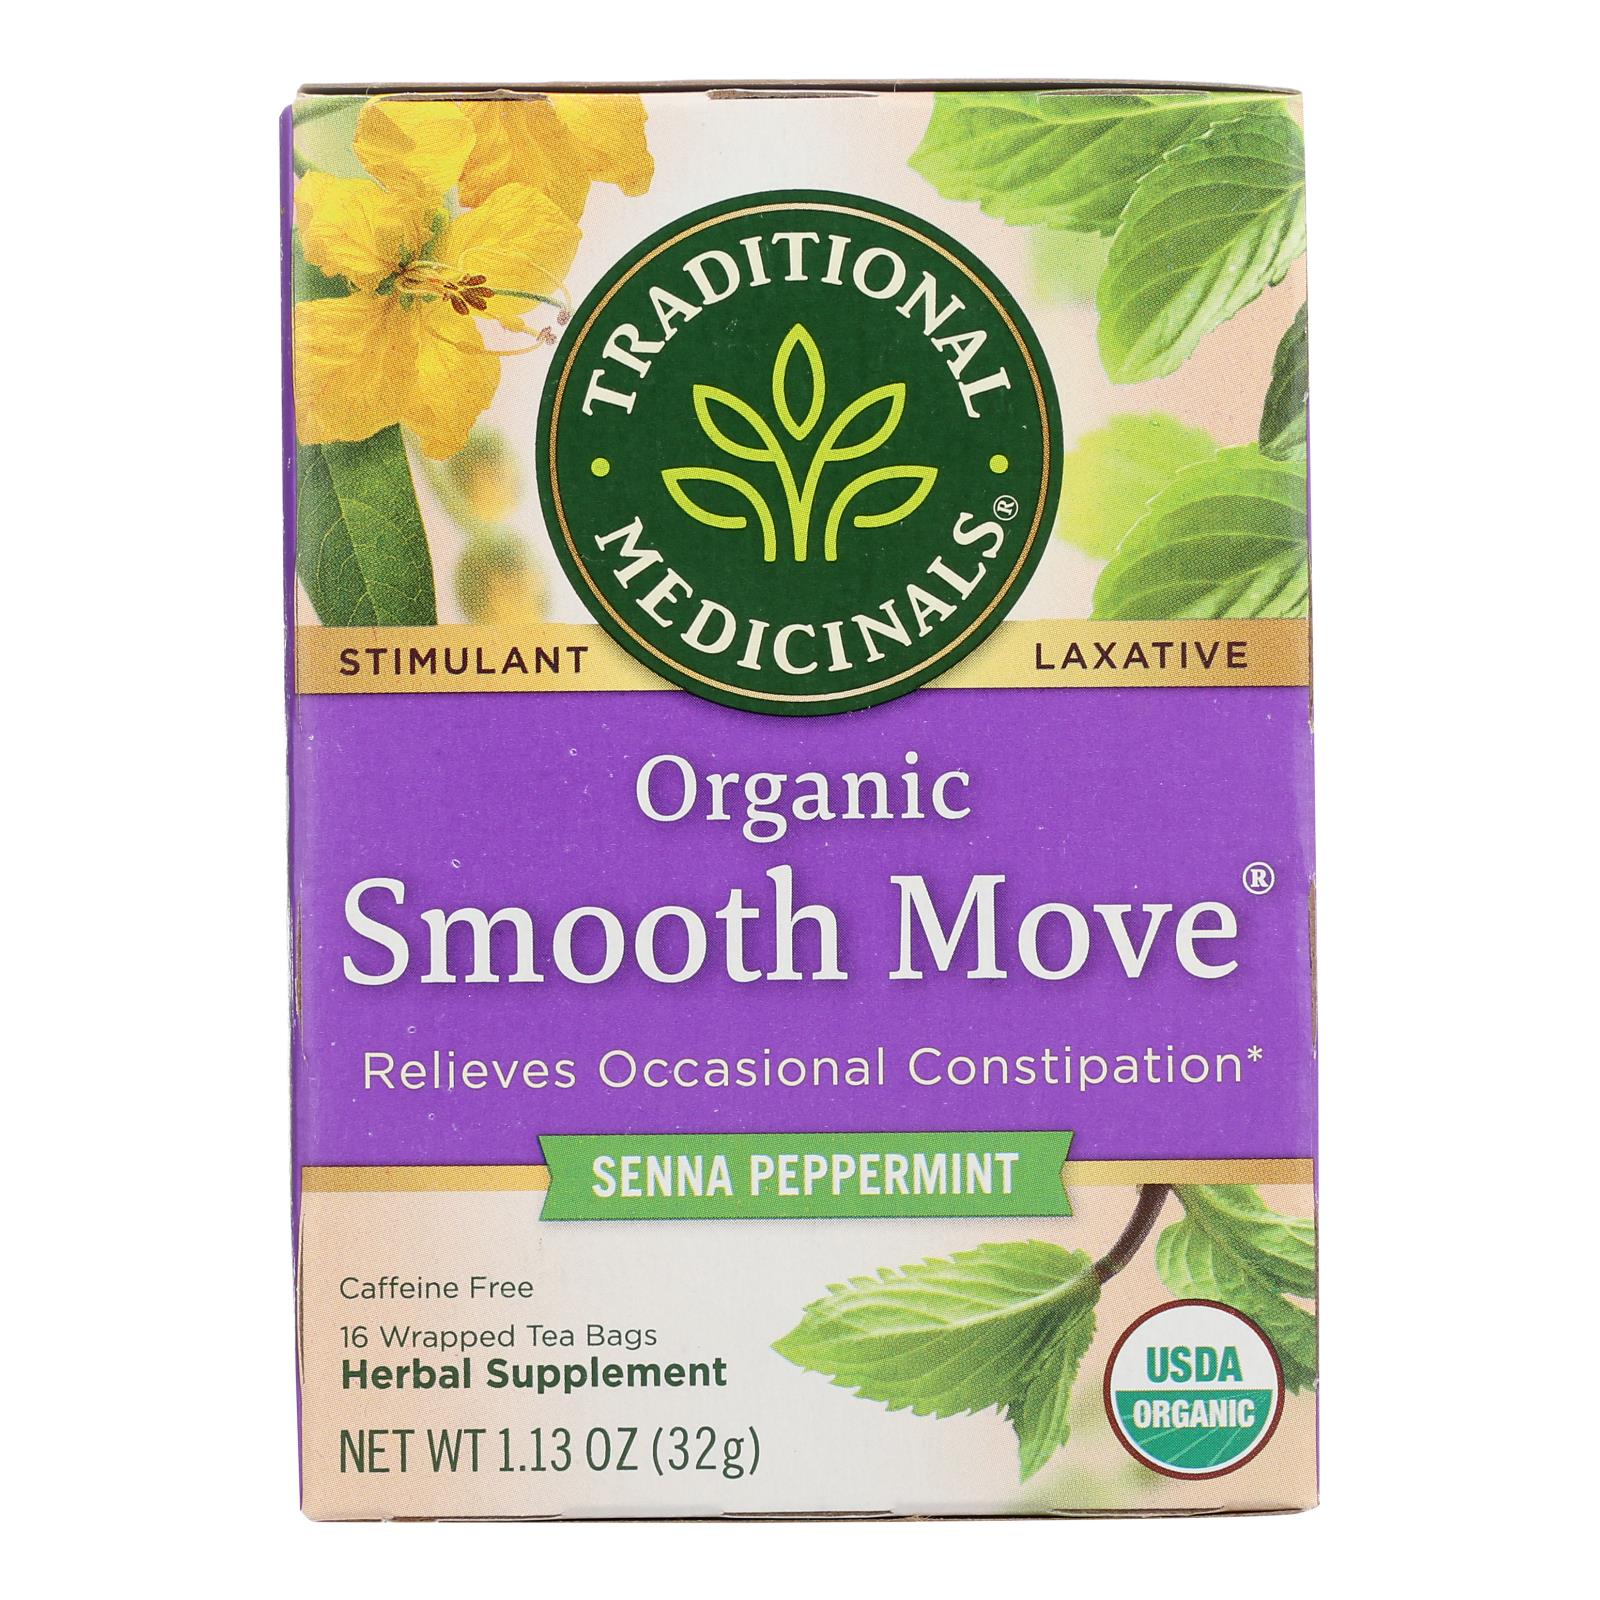 TRADITIONAL
MEDICINALS®
STIMULANT
LAXATIVE
Organic
Smooth Move®
Relieves Occasional Constipation*
SENNA PEPPERMINT
Caffeine Free
16 Wrapped Tea Bags
Herbal Supplement
NET WT 1.13 OZ (32g)
USDA
ORGANIC